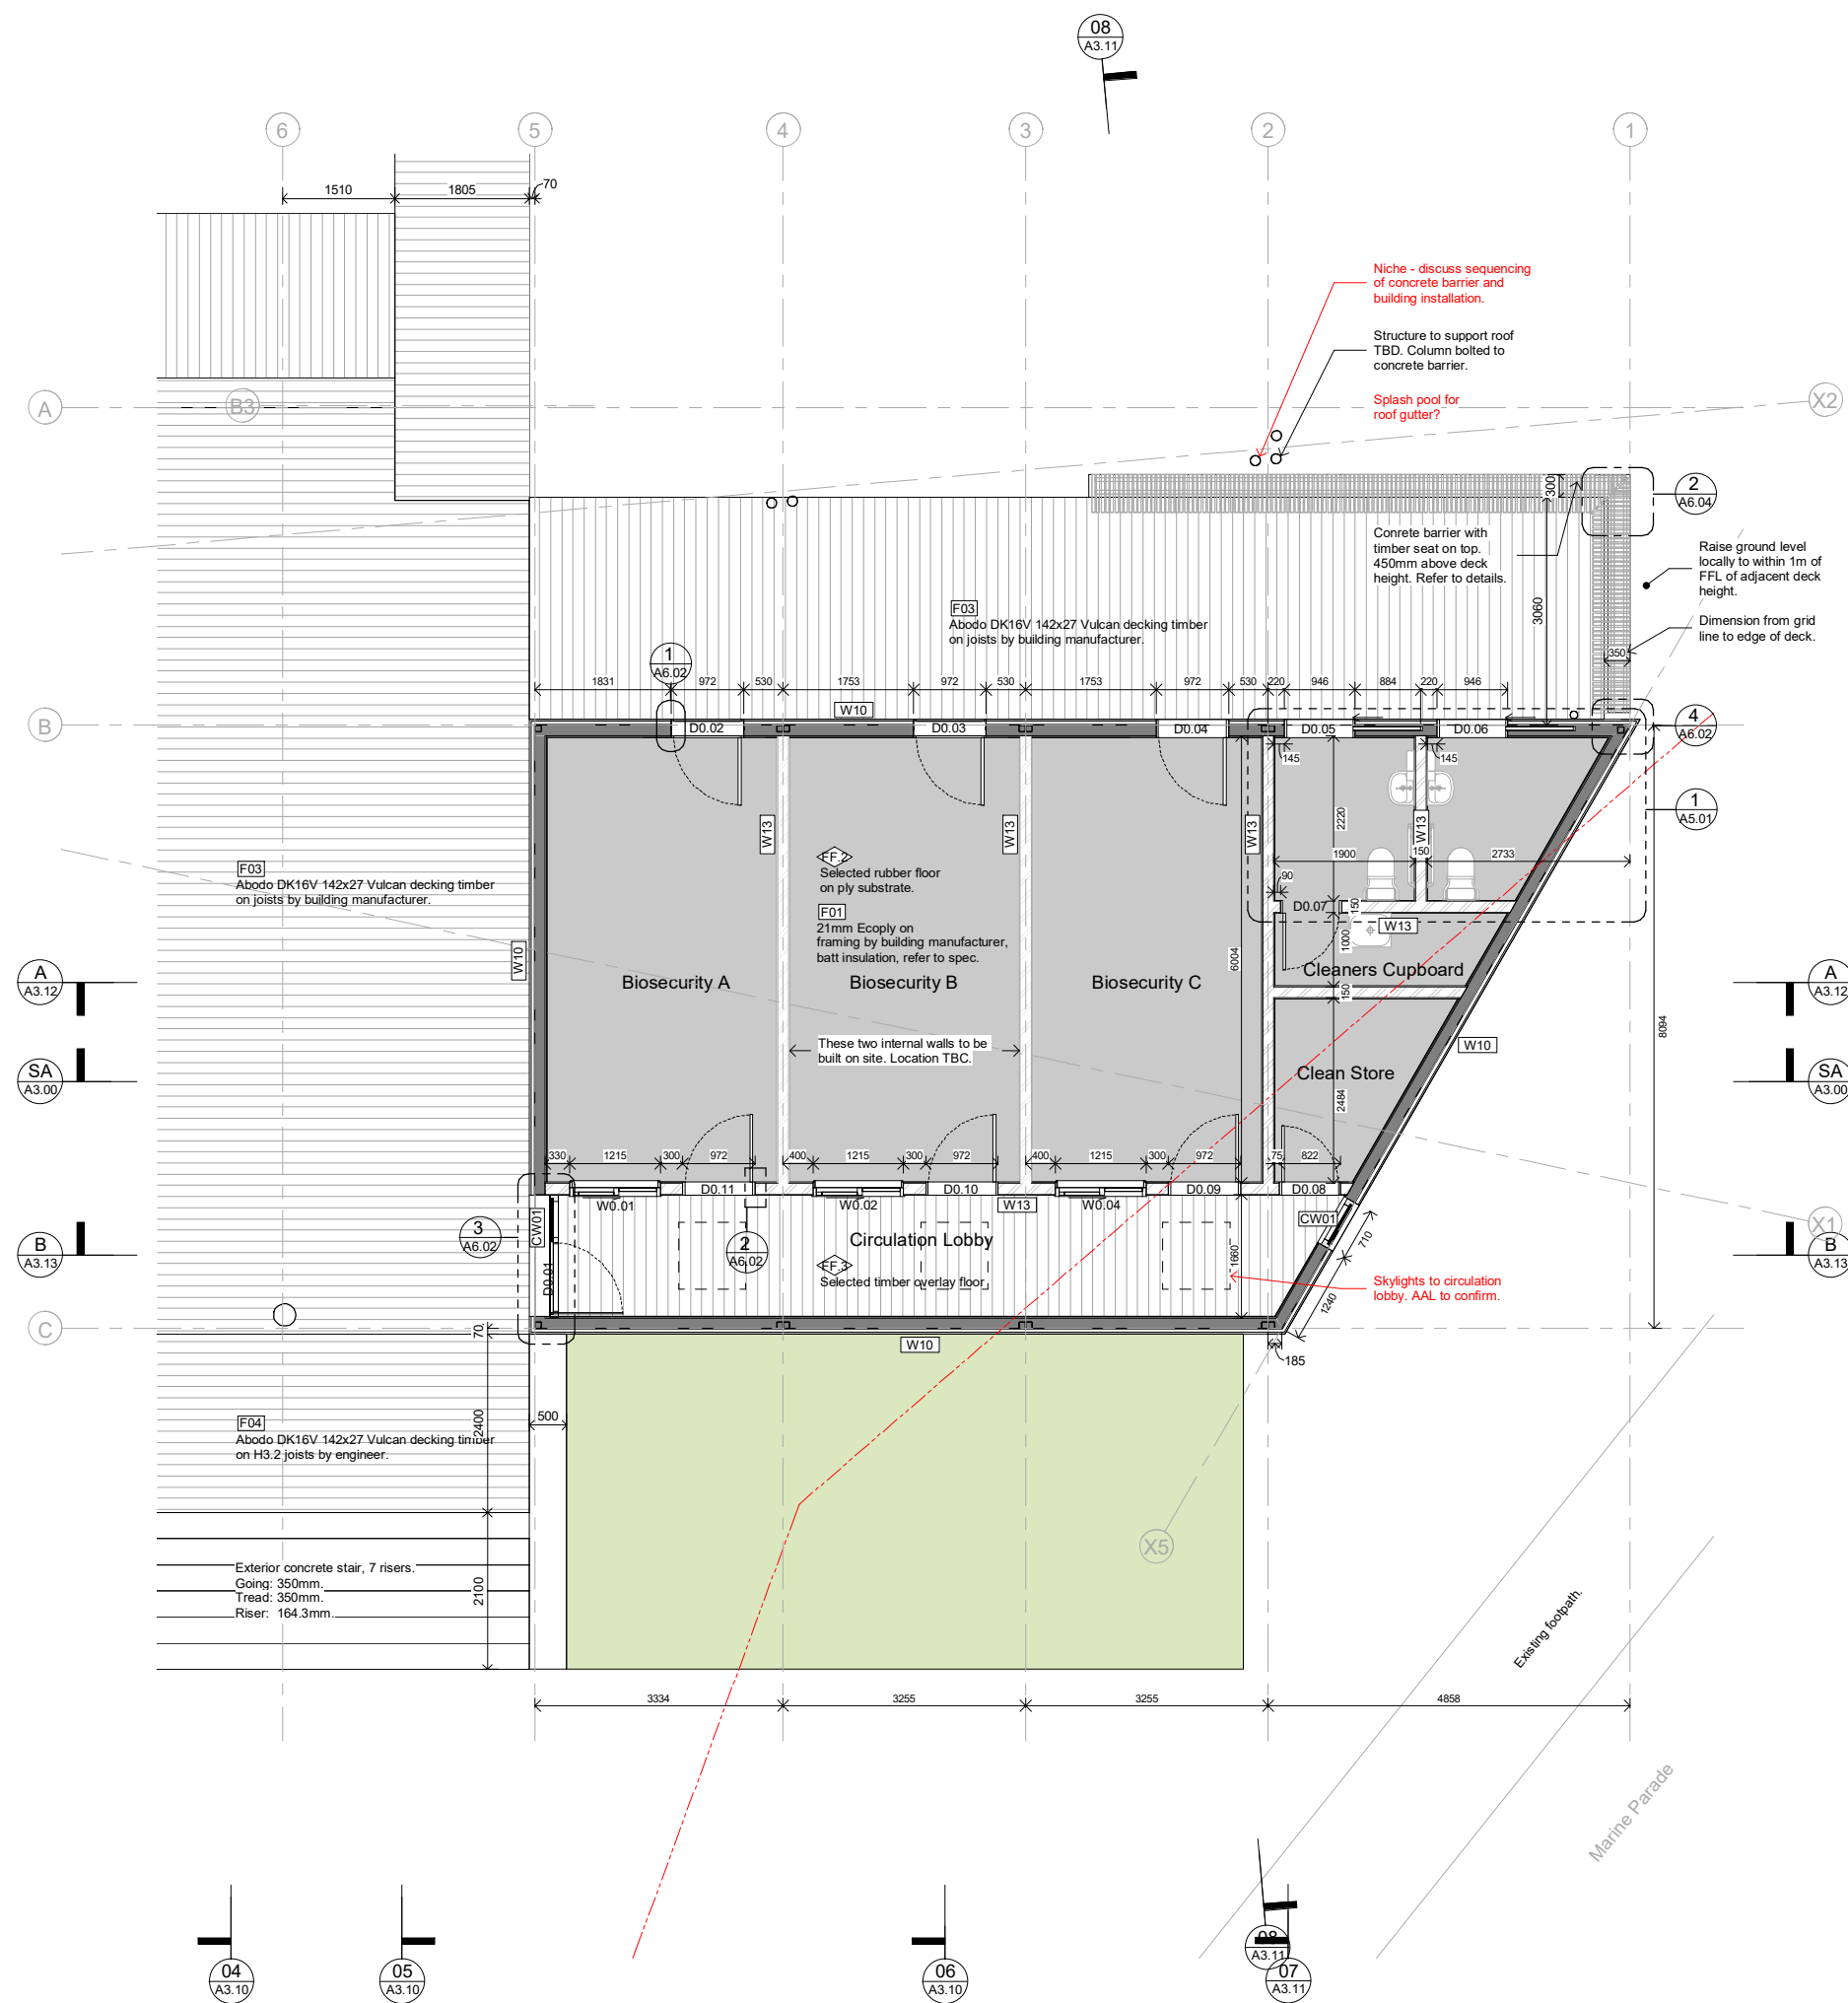 08
A3.11
6
5
4
3
2
1
1510
1805
70
Niche - discuss sequencing
of concrete barrier and
building installation.
Structure to support roof
TBD. Column bolted to
concrete barrier.
Splash pool for
roof gutter?
A
B3
X2
300
2
A6.04
Conrete barrier with
timber seat on top.
450mm above deck
height. Refer to details.
Raise ground level
locally to within 1m of
FFL of adjacent deck
height.
3060
Dimension from grid
line to edge of deck.
350
F03
Abodo DK16V 142x27 Vulcan decking timber
on joists by building manufacturer.
1
A6.02
1831
972
530
1753
972
530
1753
972
530
220
946
884
220
946
W10
B
D0.02
D0.03
D0.04
D0.05
D0.06
4
A6.02
145
145
1
A5.01
W13
W13
W13
W13
2220
1900
150
2733
90
FF.2
Selected rubber floor
on ply substrate.
F01
21mm Ecoply on
framing by building manufacturer,
batt insulation, refer to spec.
F03
Abodo DK16V 142x27 Vulcan decking timber
on joists by building manufacturer.
D0.07
150
W13
1000
W10
6004
Cleaners Cupboard
Biosecurity A
Biosecurity B
Biosecurity C
150
A
A3.12
A
A3.12
8094
These two internal walls to be
built on site. Location TBC.
W10
SA
A3.00
Clean Store
SA
A3.00
2484
330
1215
300
972
400
1215
300
972
400
1215
300
972
75
822
D0.11
D0.10
D0.09
D0.08
W0.01
W0.02
W13
W0.04
CW01
CW01
3
A6.02
2
A6.02
Circulation Lobby
1660
710
X1
B
A3.13
B
A3.13
FF.3
Selected timber overlay floor
D0.01
Skylights to circulation
lobby. AAL to confirm.
1240
C
70
W10
185
2400
500
F04
Abodo DK16V 142x27 Vulcan decking timber
on H3.2 joists by engineer.
X5
Exterior concrete stair, 7 risers.
Going: 350mm.
Tread: 350mm.
Riser: 164.3mm.
2100
Existing footpath.
3334
3255
3255
4858
Marine Parade
04
A3.10
05
A3.10
06
A3.10
08
A3.11
07
A3.11